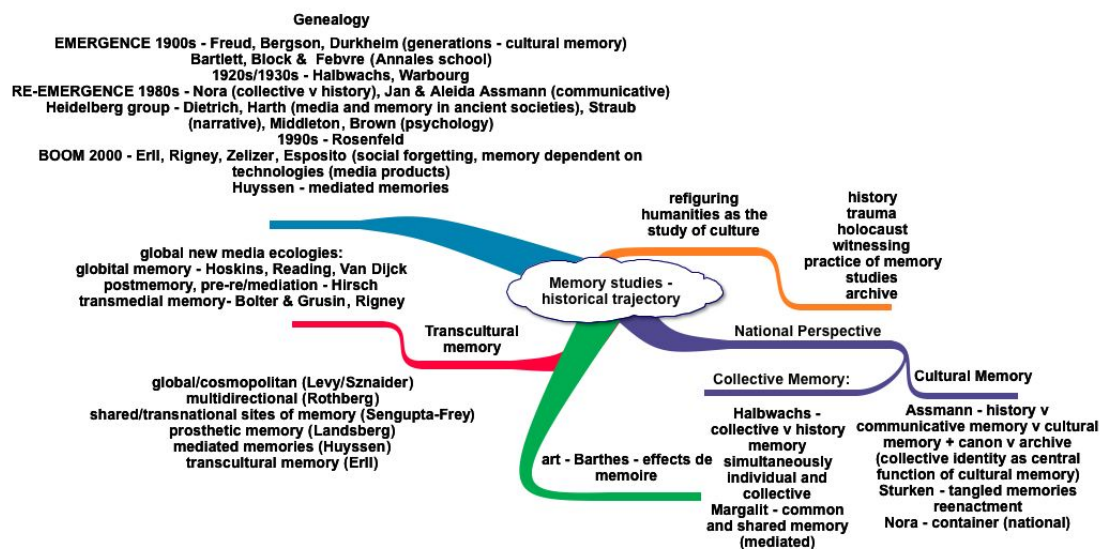 Genealogy
EMERGENCE 1900s - Freud, Bergson, Durkheim (generations - cultural memory)
Bartlett, Block & Febvre (Annales school)
1920s/1930s - Halbwachs, Warbourg
RE-EMERGENCE 1980s - Nora (collective v history), Jan & Aleida Assmann (communicative)
Heidelberg group - Dietrich, Harth (media and memory in ancient societies), Straub
(narrative), Middleton, Brown (psychology)
1990s - Rosenfeld
BOOM 2000 - Erll, Rigney, Zelizer, Esposito (social forgetting, memory dependent on
technologies (media products)
Huyssen - mediated memories
refiguring
humanities as the
study of culture
history
trauma
holocaust
witnessing
practice of memory
studies
archive
Memory studies -
historical trajectory
global new media ecologies:
globital memory - Hoskins, Reading, Van Dijck
postmemory, pre-re/mediation - Hirsch
transmedial memory- Bolter & Grusin, Rigney
Transcultural
memory
global/cosmopolitan (Levy/Sznaider)
multidirectional (Rothberg)
shared/transnational sites of memory (Sengupta-Frey)
prosthetic memory (Landsberg)
mediated memories (Huyssen)
transcultural memory (Erll)
art - Barthes - effects de
memoire
National Perspective
Collective Memory:
Halbwachs -
collective v history
memory
simultaneously
individual and
collective
Margalit - common
and shared memory
(mediated)
Cultural Memory
Assmann - history v
communicative memory v cultural
memory + canon v archive
(collective identity as central
function of cultural memory)
Sturken - tangled memories
reenactment
Nora - container (national)